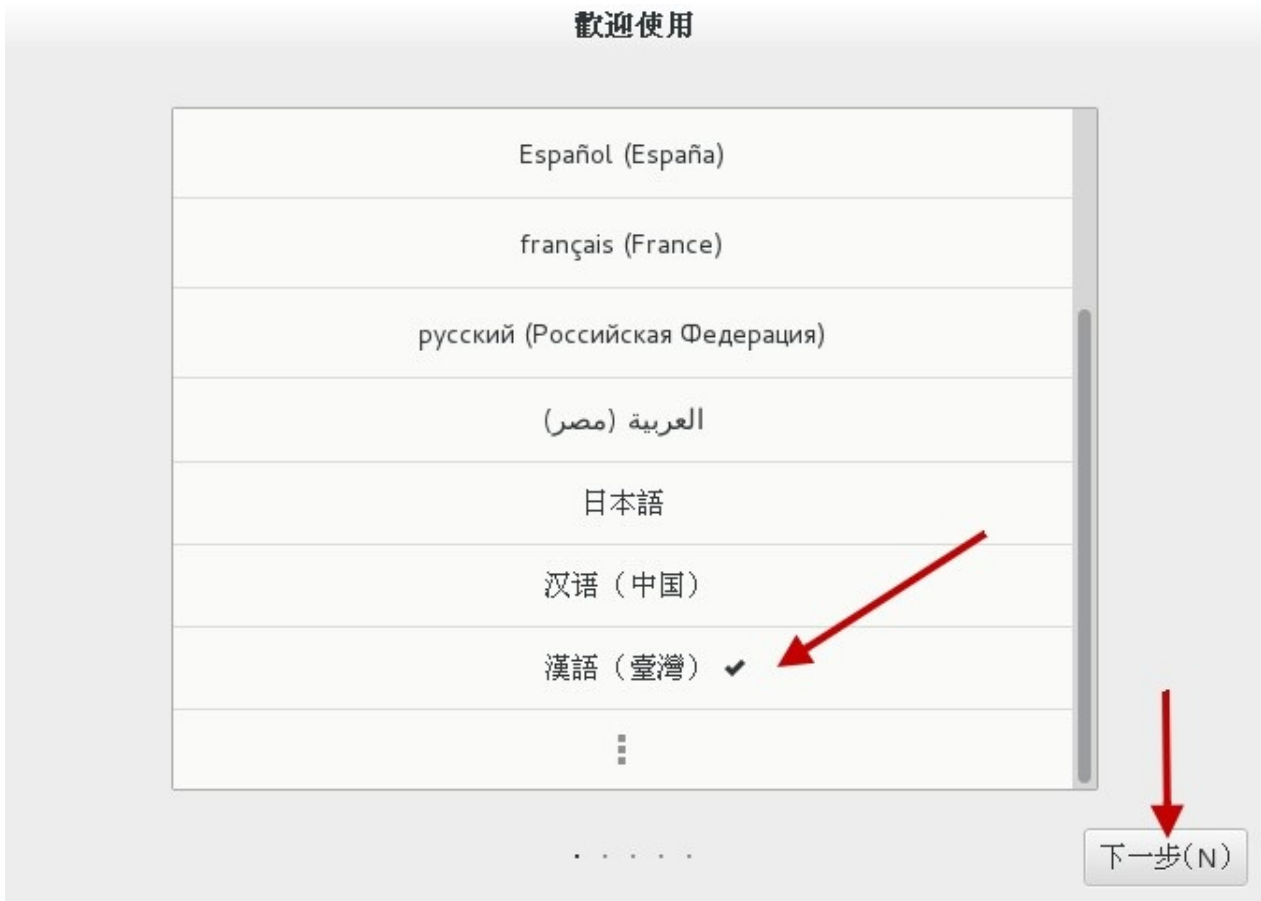 歡迎使用
Español (España)
français (France)
русский (Российская Федерация)
العربية (مصر)
日本語
汉语（中国）
漢語（臺灣）
下一步(N)